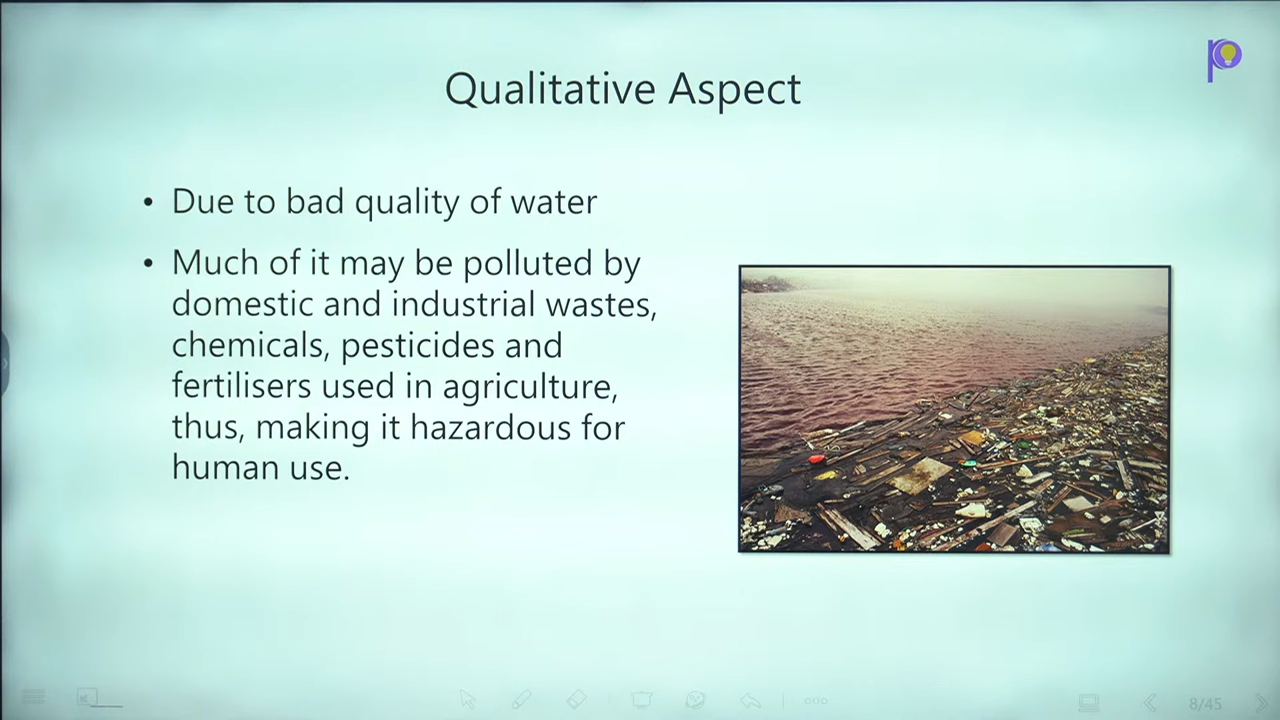 Qualitative Aspect
• Due to bad quality of water
• Much of it may be polluted by
domestic and industrial wastes,
chemicals, pesticides and
fertilisers used in agriculture,
thus, making it hazardous for
human use.
8/45